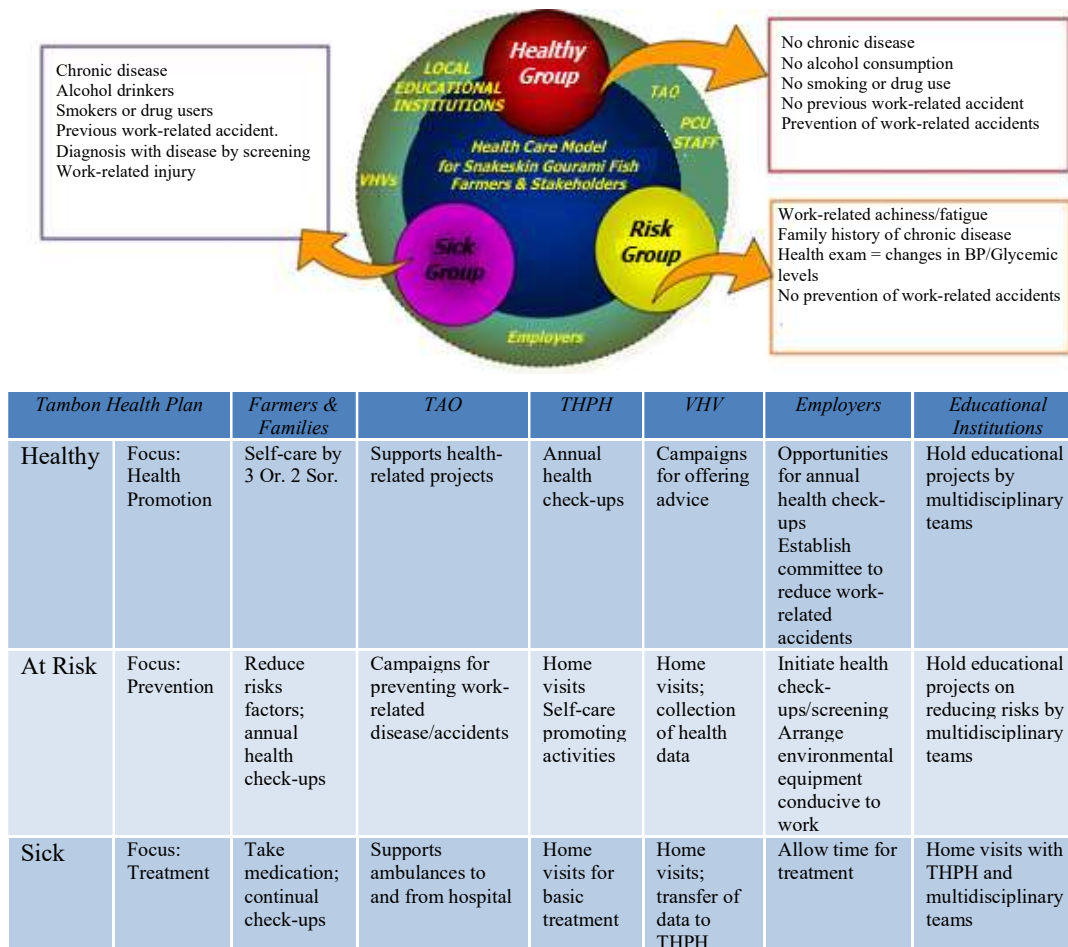 Chronic disease
Alcohol drinkers
Smokers or drug users
Previous work-related accident.
Diagnosis with disease by screening
Work-related injury
Healthy
Group
LOCAL
EDUCATIONAL
INSTITUTIONS
TAO
PCU
STAFF
VHVs
Health Care Model
for Snakeskin Gourami Fish
Farmers & Stakeholders
Sick
Group
Risk
Group
Employers
No chronic disease
No alcohol consumption
No smoking or drug use
No previous work-related accident
Prevention of work-related accidents
Work-related achiness/fatigue
Family history of chronic disease
Health exam = changes in BP/Glycemic
levels
No prevention of work-related accidents
Tambon Health Plan
Farmers &
Families
TAO
THPH
VHV
Employers
Educational
Institutions
Healthy
Focus:
Health
Promotion
Self-care by
3 Or. 2 Sor.
Supports health-
related projects
Annual
health
check-ups
Campaigns
for offering
advice
Opportunities
for annual
health check-
ups
Establish
committee to
reduce work-
related
accidents
Hold educational
projects by
multidisciplinary
teams
At Risk
Focus:
Prevention
Reduce
risks
factors;
annual
health
check-ups
Campaigns for
preventing work-
related
disease/accidents
Home
visits
Self-care
promoting
activities
Home
visits;
collection
of health
data
Initiate health
check-
ups/screening
Arrange
environmental
equipment
conducive to
work
Hold educational
projects on
reducing risks by
multidisciplinary
teams
Sick
Focus:
Treatment
Take
medication;
continual
check-ups
Supports
ambulances to
and from hospital
Home
visits for
basic
treatment
Home
visits;
transfer of
data to
THPH
Allow time for
treatment
Home visits with
THPH and
multidisciplinary
teams